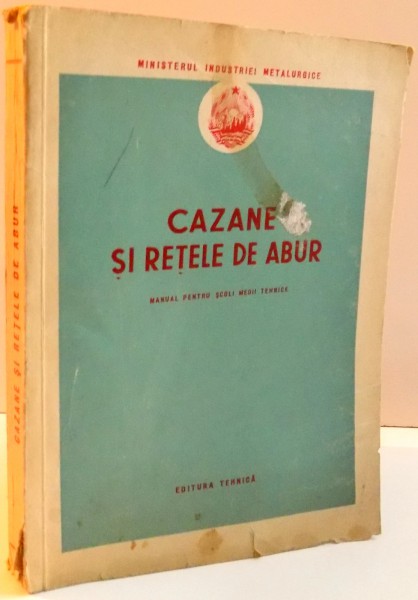 MINISTERUL INDUSTRIEI METALURGICE
CAZANE
ȘI REȚELE DE ABUR
MANUAL PENTRU ȘCOLI MEDII TEHNICE
EDITURA TEHNICĂ
CAZANE ȘI REȚELE DE ABUR